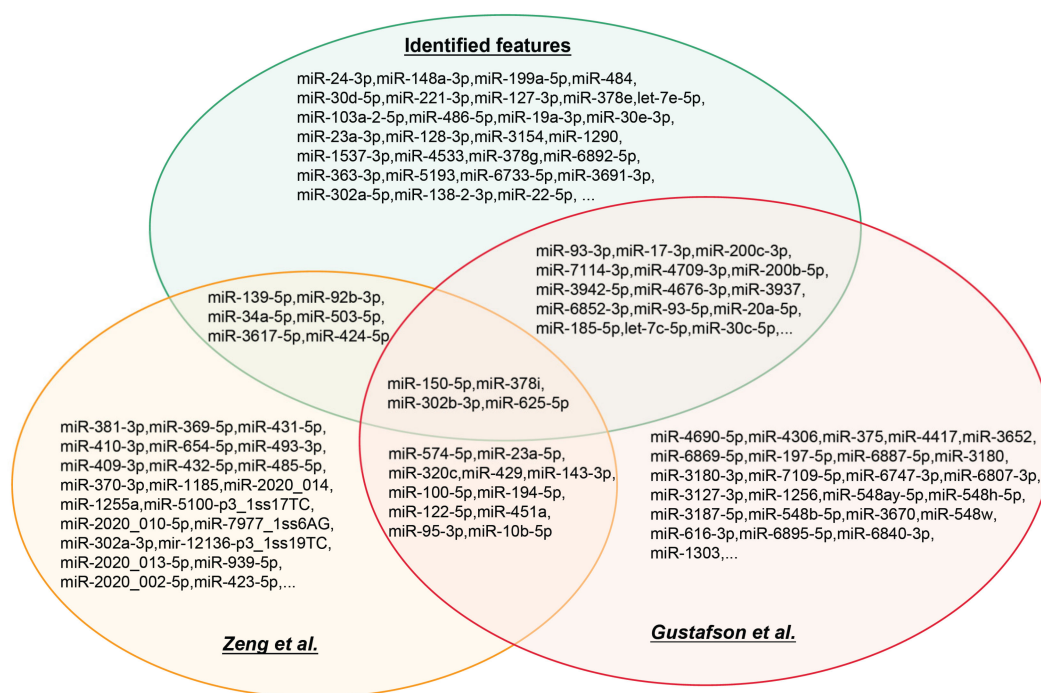 Identified features
miR-24-3p,miR-148a-3p,miR-199a-5p,miR-484,
miR-30d-5p,miR-221-3p,miR-127-3p,miR-378e,let-7e-5p,
miR-103a-2-5p,miR-486-5p,miR-19a-3p,miR-30e-3p,
miR-23a-3p,miR-128-3p,miR-3154,miR-1290,
miR-1537-3p,miR-4533,miR-378g,miR-6892-5p,
miR-363-3p,miR-5193,miR-6733-5p,miR-3691-3p,
miR-302a-5p,miR-138-2-3p,miR-22-5p, ...
miR-93-3p,miR-17-3p,miR-200c-3p,
miR-7114-3p,miR-4709-3p,miR-200b-5p,
miR-3942-5p,miR-4676-3p,miR-3937,
miR-6852-3p,miR-93-5p,miR-20a-5p,
miR-185-5p,let-7c-5p,miR-30c-5p,...
miR-139-5p,miR-92b-3p,
miR-34a-5p,miR-503-5p,
miR-3617-5p,miR-424-5p
miR-150-5p,miR-378i,
miR-302b-3p,miR-625-5p
miR-381-3p,miR-369-5p,miR-431-5p,
miR-410-3p,miR-654-5p,miR-493-3p,
miR-409-3p,miR-432-5p,miR-485-5p,
miR-370-3p,miR-1185,miR-2020_014,
miR-1255a,miR-5100-p3_1ss17TC,
miR-2020_010-5p,miR-7977_1ss6AG,
miR-302a-3p,mir-12136-p3_1ss19TC,
miR-2020_013-5p,miR-939-5p,
miR-2020_002-5p,miR-423-5p,...
miR-574-5p,miR-23a-5p,
miR-320c,miR-429,miR-143-3p,
miR-100-5p,miR-194-5p,
miR-122-5p,miR-451a,
miR-95-3p,miR-10b-5p
miR-4690-5p,miR-4306,miR-375,miR-4417,miR-3652,
miR-6869-5p,miR-197-5p,miR-6887-5p,miR-3180,
miR-3180-3p,miR-7109-5p,miR-6747-3p,miR-6807-3p,
miR-3127-3p,miR-1256,miR-548ay-5p,miR-548h-5p,
miR-3187-5p,miR-548b-5p,miR-3670,miR-548w,
miR-616-3p,miR-6895-5p,miR-6840-3p,
miR-1303,...
Zeng et al.
Gustafson et al.